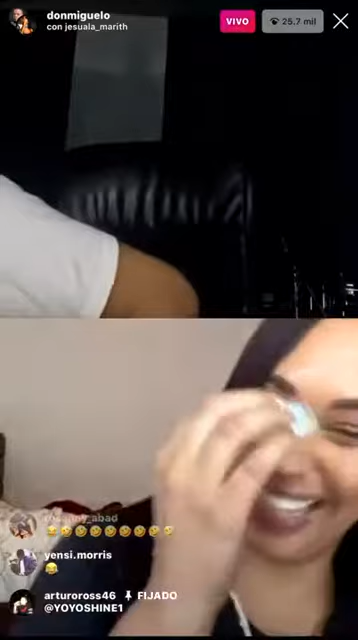 donmiguelo
con jesuala_marith
VIVO
25.7 mil
yensi.morris
arturoross46 FIJADO
@YOYOSHINE1